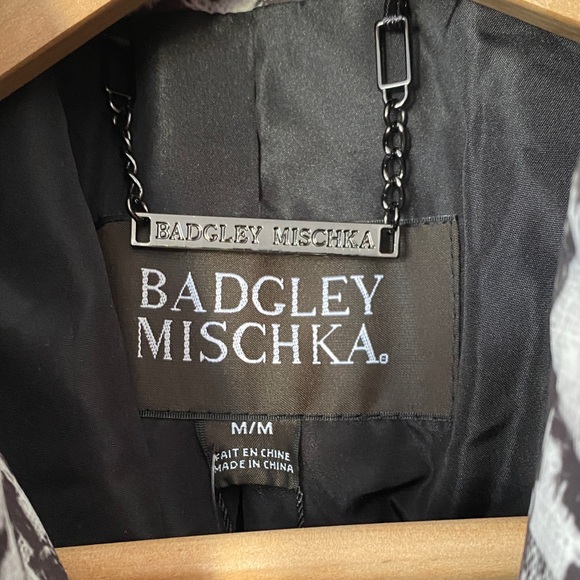 BADGLEY MISCHKA
BADGLEY
MISCHKA®
M/M
FAIT EN CHINE
MADE IN CHINA